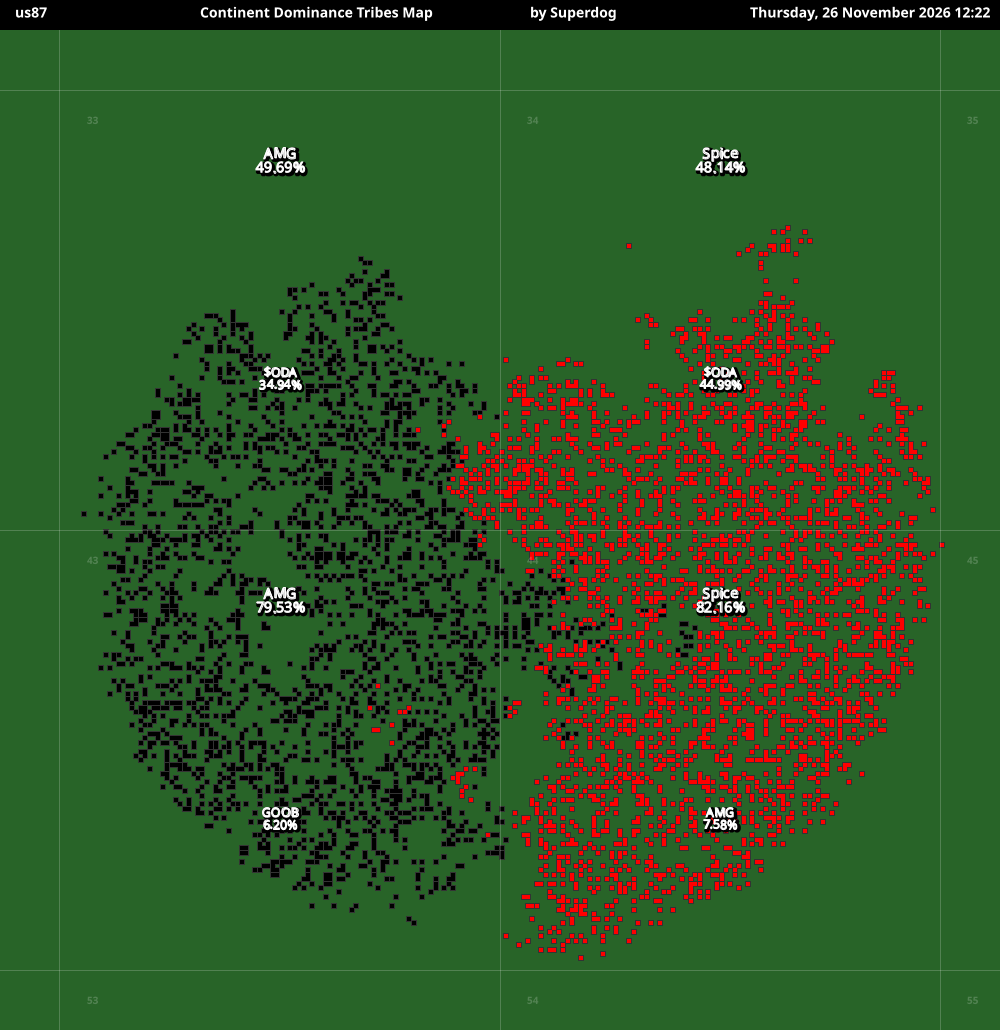 us87 Continent Dominance Tribes Map by Superdog Thursday, 26 November 2026 12:22
33 34 35
AMG
49.69%
Spice
48.14%
$ODA
34.94%
$ODA
44.99%
43 44 45
AMG
79.53%
Spice
82.16%
GOOB
6.20%
AMG
7.58%
53 54 55